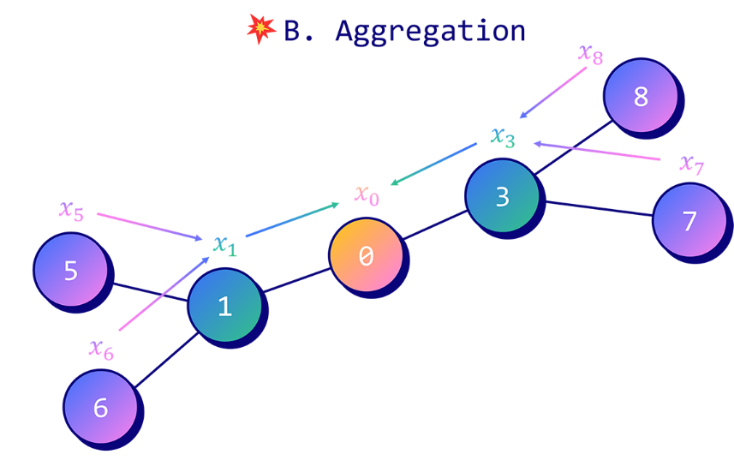 B. Aggregation
x₈
8
x₃
x₇
x₀
3
x₅
7
x₁
0
5
1
x₆
6